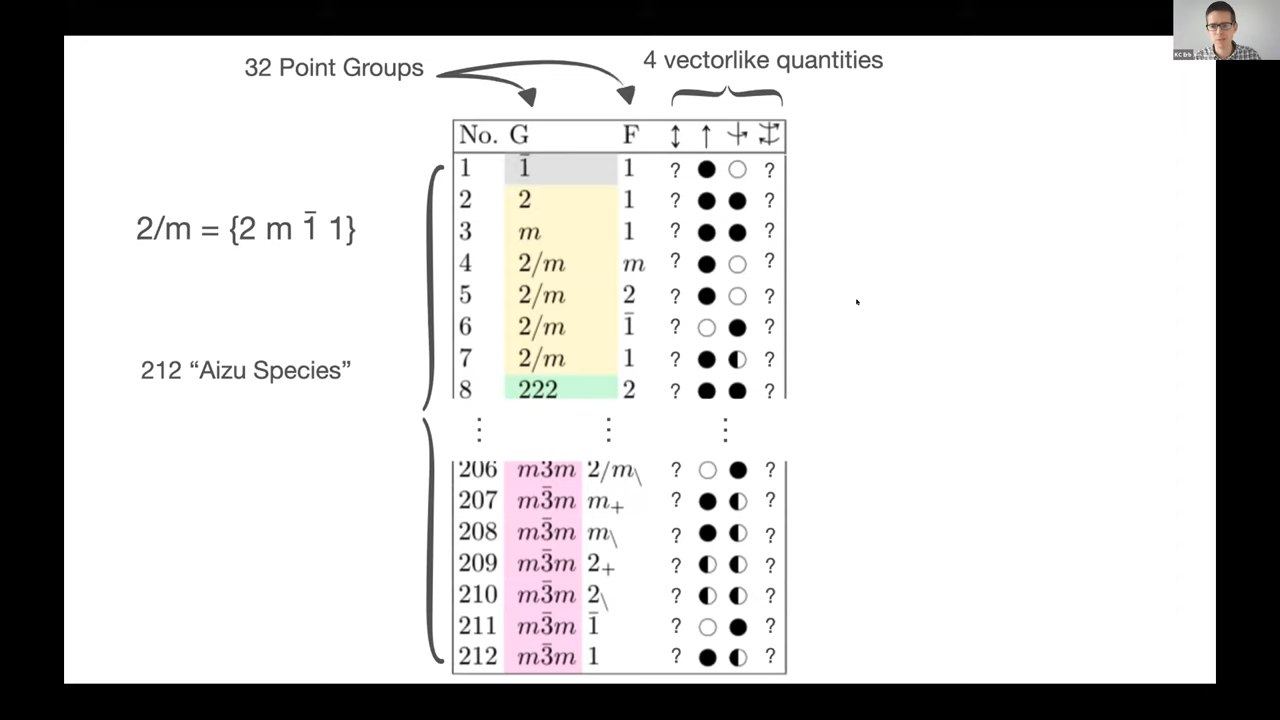 32 Point Groups
4 vectorlike quantities
No. G F ↕ ↑
1 1̄ 1 ? ● ○ ?
2 2 1 ? ● ● ?
3 m 1 ? ● ● ?
4 2/m m ? ● ○ ?
5 2/m 2 ? ● ○ ?
6 2/m 1̄ ? ○ ● ?
7 2/m 1 ? ● ◐ ?
8 222 2 ? ● ● ?
⋮ ⋮ ⋮
206 m3̄m 2/m\ ? ○ ● ?
207 m3̄m m₊ ? ● ◐ ?
208 m3̄m m\ ? ● ◐ ?
209 m3̄m 2₊ ? ◐ ◐ ?
210 m3̄m 2\ ? ◐ ◐ ?
211 m3̄m 1̄ ? ○ ● ?
212 m3̄m 1 ? ● ◐ ?
2/m = {2 m 1̄ 1}
212 “Aizu Species”